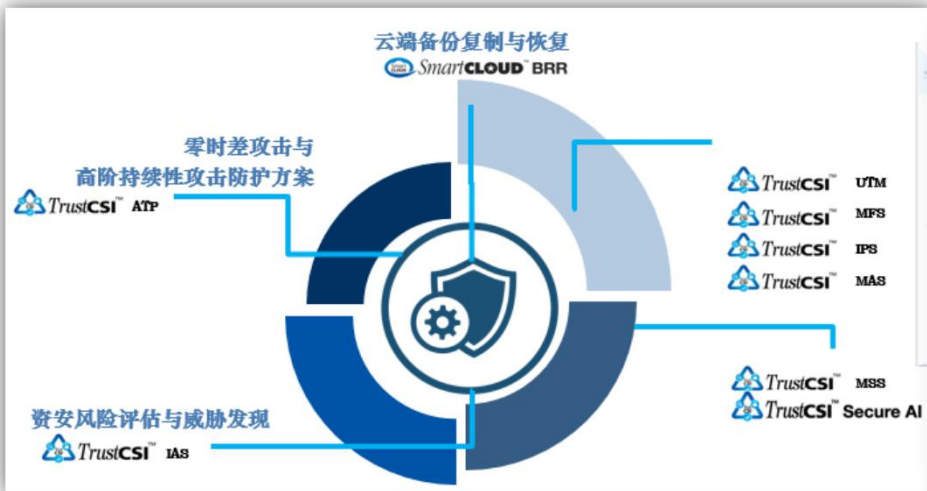 云端备份复制与恢复
SmartCLOUD™ BRR
零时差攻击与
高阶持续性攻击防护方案
TrustCSI™ ATP
TrustCSI™ UTM
TrustCSI™ MFS
TrustCSI™ IPS
TrustCSI™ MAS
TrustCSI™ MSS
TrustCSI™ Secure AI
资安风险评估与威胁发现
TrustCSI™ IAS